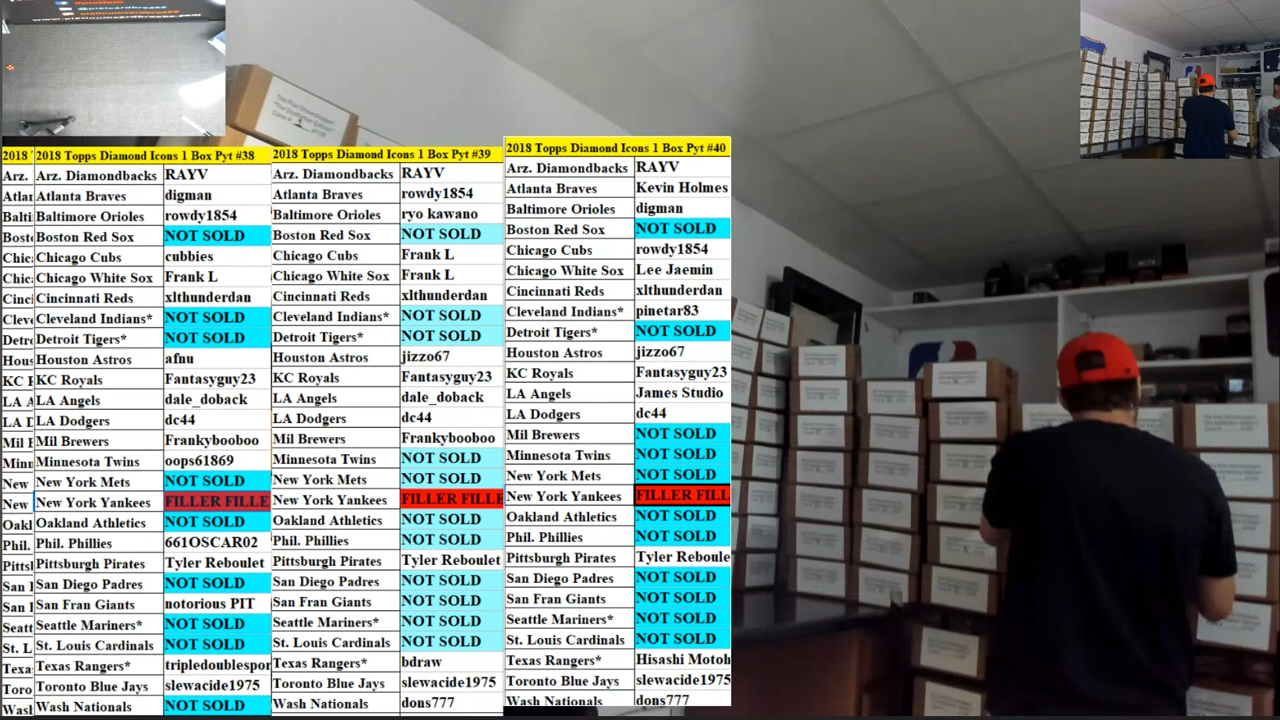 platinumcardbreaks
www.platinumcardbreaks.com
2018 Topps Diamond Icons 1 Box Pyt #38
Arz. Diamondbacks RAYV
Atlanta Braves digman
Baltimore Orioles rowdy1854
Boston Red Sox NOT SOLD
Chicago Cubs cubbies
Chicago White Sox Frank L
Cincinnati Reds xlthunderdan
Cleveland Indians* NOT SOLD
Detroit Tigers* NOT SOLD
Houston Astros afnu
KC Royals Fantasyguy23
LA Angels dale_doback
LA Dodgers dc44
Mil Brewers Frankybooboo
Minnesota Twins oops61869
New York Mets NOT SOLD
New York Yankees FILLER FILLE
Oakland Athletics NOT SOLD
Phil. Phillies 661OSCAR02
Pittsburgh Pirates Tyler Reboulet
San Diego Padres NOT SOLD
San Fran Giants notorious PIT
Seattle Mariners* NOT SOLD
St. Louis Cardinals NOT SOLD
Texas Rangers* tripledoublespor
Toronto Blue Jays slewacide1975
Wash Nationals NOT SOLD
2018 Topps Diamond Icons 1 Box Pyt #39
Arz. Diamondbacks RAYV
Atlanta Braves rowdy1854
Baltimore Orioles ryo kawano
Boston Red Sox NOT SOLD
Chicago Cubs Frank L
Chicago White Sox Frank L
Cincinnati Reds xlthunderdan
Cleveland Indians* NOT SOLD
Detroit Tigers* NOT SOLD
Houston Astros jizzo67
KC Royals Fantasyguy23
LA Angels dale_doback
LA Dodgers dc44
Mil Brewers Frankybooboo
Minnesota Twins NOT SOLD
New York Mets NOT SOLD
New York Yankees FILLER FILLE
Oakland Athletics NOT SOLD
Phil. Phillies NOT SOLD
Pittsburgh Pirates Tyler Reboulet
San Diego Padres NOT SOLD
San Fran Giants NOT SOLD
Seattle Mariners* NOT SOLD
St. Louis Cardinals NOT SOLD
Texas Rangers* bdraw
Toronto Blue Jays slewacide1975
Wash Nationals dons777
2018 Topps Diamond Icons 1 Box Pyt #40
Arz. Diamondbacks RAYV
Atlanta Braves Kevin Holmes
Baltimore Orioles digman
Boston Red Sox NOT SOLD
Chicago Cubs rowdy1854
Chicago White Sox Lee Jaemin
Cincinnati Reds xlthunderdan
Cleveland Indians* pinetar83
Detroit Tigers* NOT SOLD
Houston Astros jizzo67
KC Royals Fantasyguy23
LA Angels James Studio
LA Dodgers dc44
Mil Brewers NOT SOLD
Minnesota Twins NOT SOLD
New York Mets NOT SOLD
New York Yankees FILLER FILL
Oakland Athletics NOT SOLD
Phil. Phillies NOT SOLD
Pittsburgh Pirates Tyler Reboule
San Diego Padres NOT SOLD
San Fran Giants NOT SOLD
Seattle Mariners* NOT SOLD
St. Louis Cardinals NOT SOLD
Texas Rangers* Hisashi Motoh
Toronto Blue Jays slewacide1975
Wash Nationals dons777